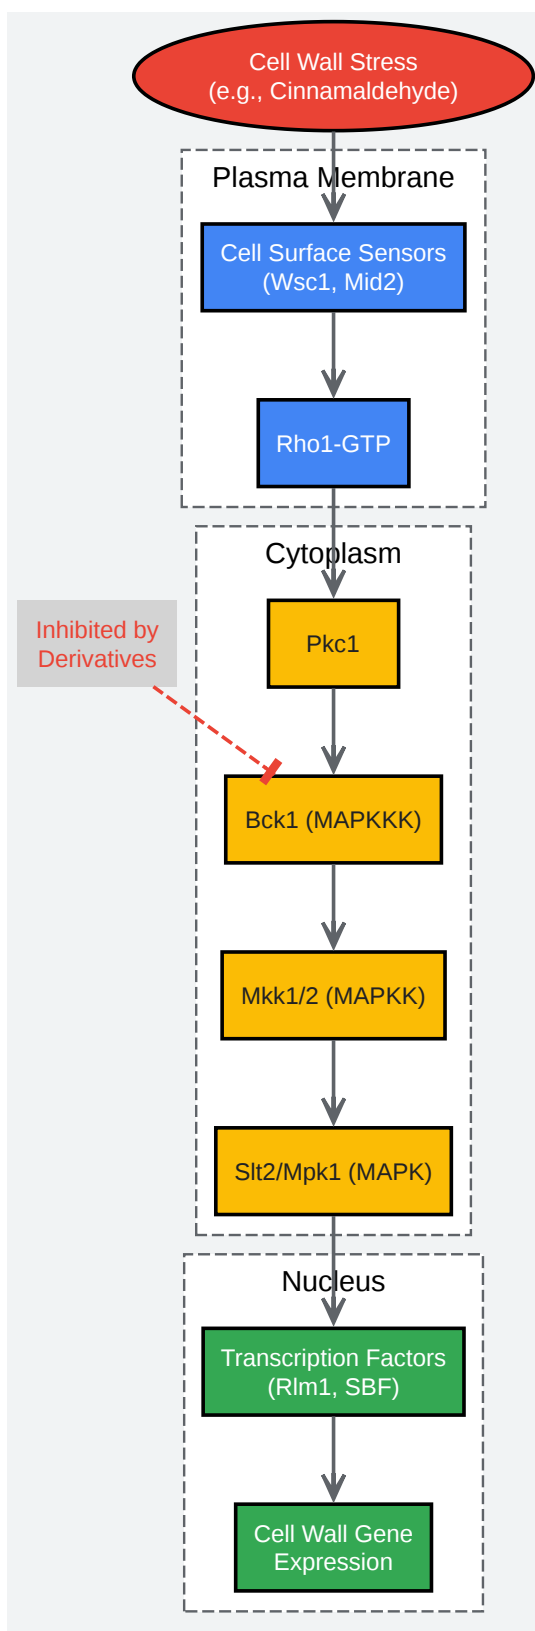 Cell Wall Stress
(e.g., Cinnamaldehyde)
Plasma Membrane
Cell Surface Sensors
(Wsc1, Mid2)
Rho1-GTP
Cytoplasm
Inhibited by
Derivatives
Pkc1
Bck1 (MAPKKK)
Mkk1/2 (MAPKK)
Slt2/Mpk1 (MAPK)
Nucleus
Transcription Factors
(Rlm1, SBF)
Cell Wall Gene
Expression